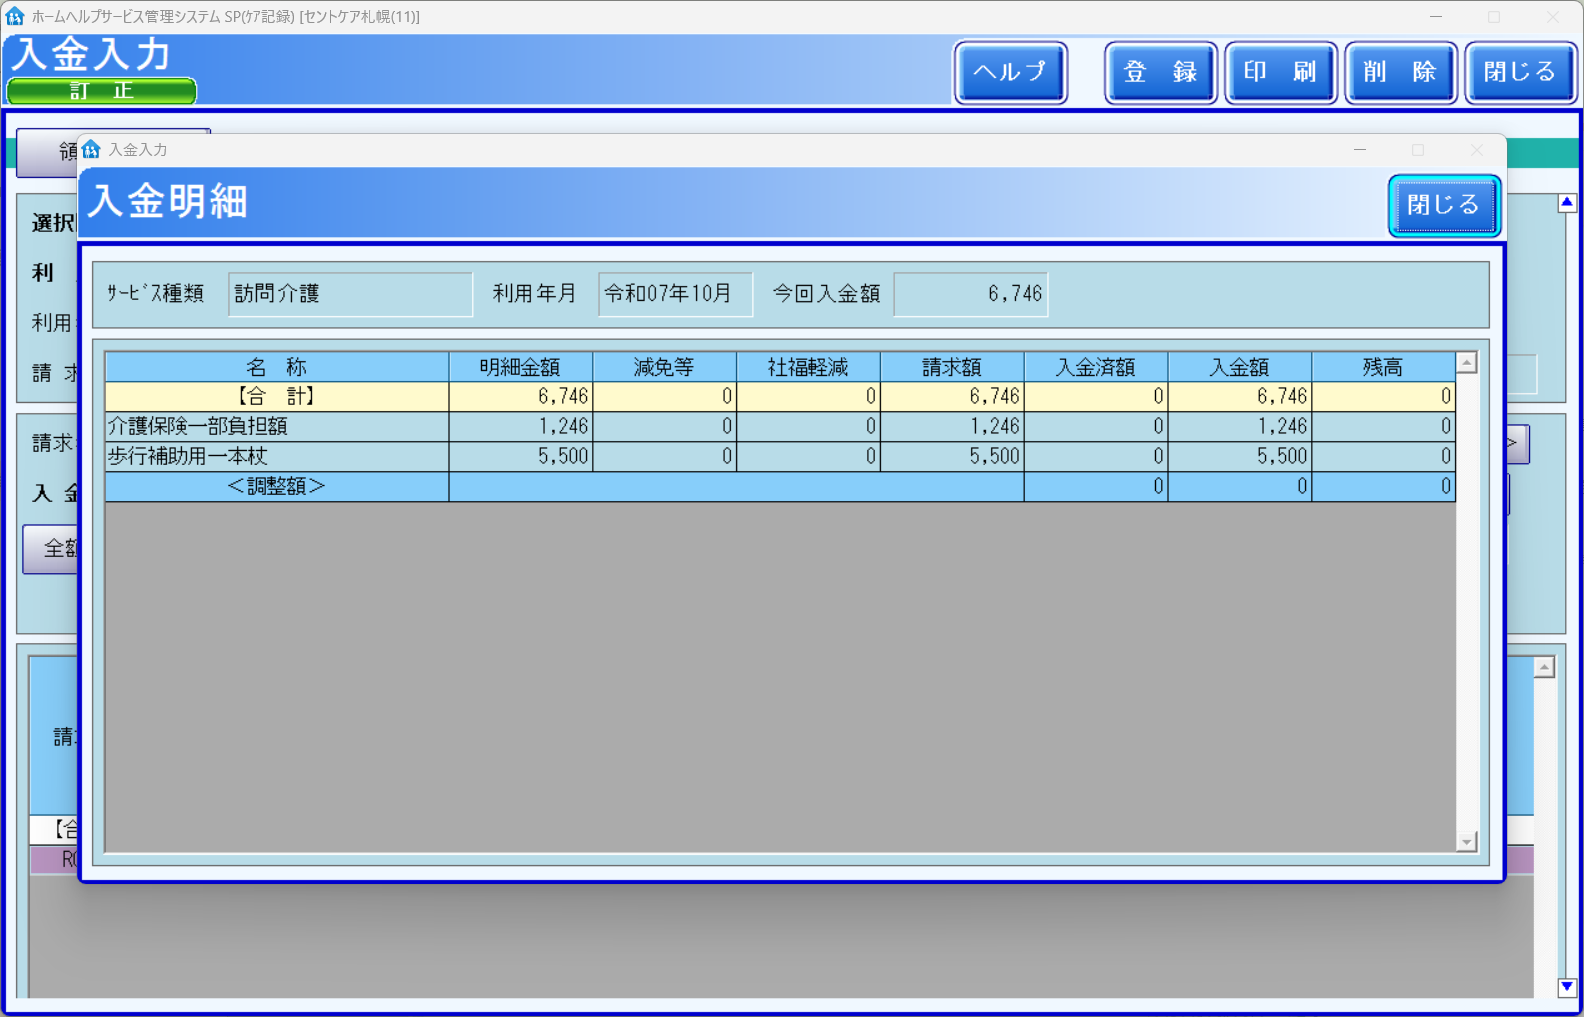 ホームヘルプサービス管理システム SP(ｹｱ記録) [セントケア札幌(11)]
入金入力
訂　正
ヘルプ
登　録
印　刷
削　除
閉じる
領
入金入力
入金明細
閉じる
選択
利
利用
請 求
請求
入 金
全額
請
【合
R
>
ｻｰﾋﾞｽ種類 訪問介護 利用年月 令和07年10月 今回入金額 6,746
名　称 明細金額 減免等 社福軽減 請求額 入金済額 入金額 残高
【合　計】 6,746 0 0 6,746 0 6,746 0
介護保険一部負担額 1,246 0 0 1,246 0 1,246 0
歩行補助用一本杖 5,500 0 0 5,500 0 5,500 0
＜調整額＞ 0 0 0